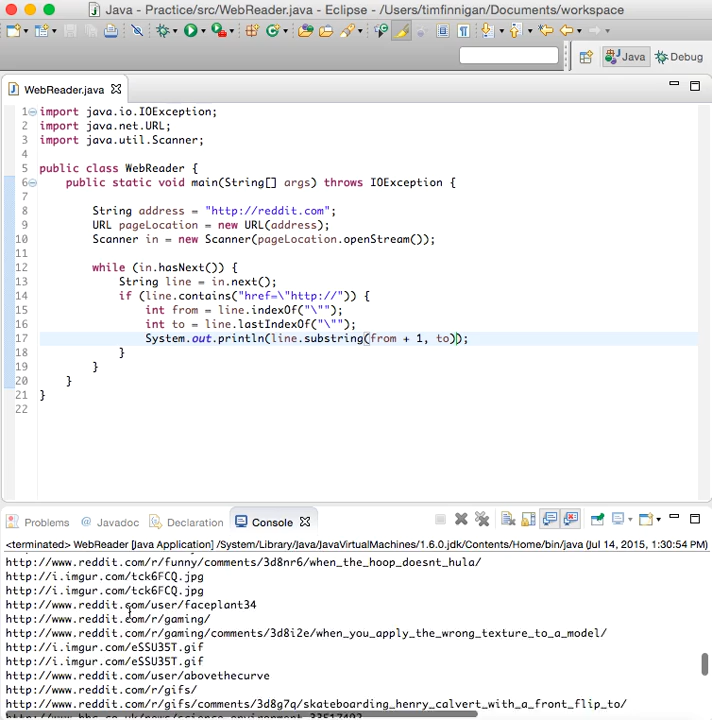 Java - Practice/src/WebReader.java - Eclipse - /Users/timfinnigan/Documents/workspace
Java
Debug
WebReader.java
1 import java.io.IOException;
2 import java.net.URL;
3 import java.util.Scanner;
4
5 public class WebReader {
6 public static void main(String[] args) throws IOException {
7
8 String address = "http://reddit.com";
9 URL pageLocation = new URL(address);
10 Scanner in = new Scanner(pageLocation.openStream());
11
12 while (in.hasNext()) {
13 String line = in.next();
14 if (line.contains("href=\"http://")) {
15 int from = line.indexOf("\"");
16 int to = line.lastIndexOf("\"");
17 System.out.println(line.substring(from + 1, to));
18 }
19 }
20 }
21 }
22
Problems @ Javadoc Declaration Console
<terminated> WebReader [Java Application] /System/Library/Java/JavaVirtualMachines/1.6.0.jdk/Contents/Home/bin/java (Jul 14, 2015, 1:30:54 PM)
http://www.reddit.com/r/funny/comments/3d8nr6/when_the_hoop_doesnt_hula/
http://i.imgur.com/tck6FCQ.jpg
http://i.imgur.com/tck6FCQ.jpg
http://www.reddit.com/user/faceplant34
http://www.reddit.com/r/gaming/
http://www.reddit.com/r/gaming/comments/3d8i2e/when_you_apply_the_wrong_texture_to_a_model/
http://i.imgur.com/eSSU35T.gif
http://i.imgur.com/eSSU35T.gif
http://www.reddit.com/user/abovethecurve
http://www.reddit.com/r/gifs/
http://www.reddit.com/r/gifs/comments/3d8g7q/skateboarding_henry_calvert_with_a_front_flip_to/